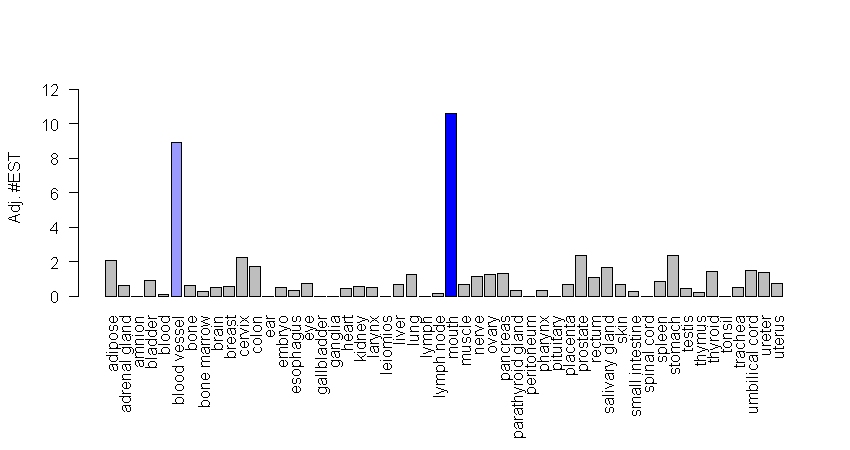 12
10
8
6
4
2
0
Adj. #EST
adipose
adrenal gland
amnion
bladder
blood
blood vessel
bone
bone marrow
brain
breast
cervix
colon
ear
embryo
esophagus
eye
gallbladder
ganglia
heart
kidney
larynx
leiomios
liver
lung
lymph
lymph node
mouth
muscle
nerve
ovary
pancreas
parathyroid gland
peritoneum
pharynx
pituitary
placenta
prostate
rectum
salivary gland
skin
small intestine
spinal cord
spleen
stomach
testis
thymus
thyroid
tonsil
trachea
umbilical cord
ureter
uterus